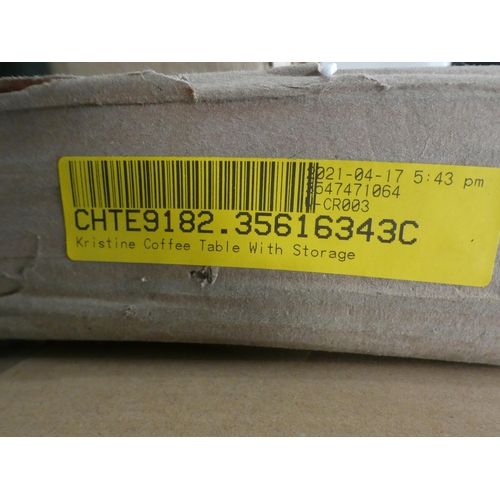 021-04-17 5:43 pm
547471064
-CR003
CHTE9182.35616343C
Kristine Coffee Table With Storage